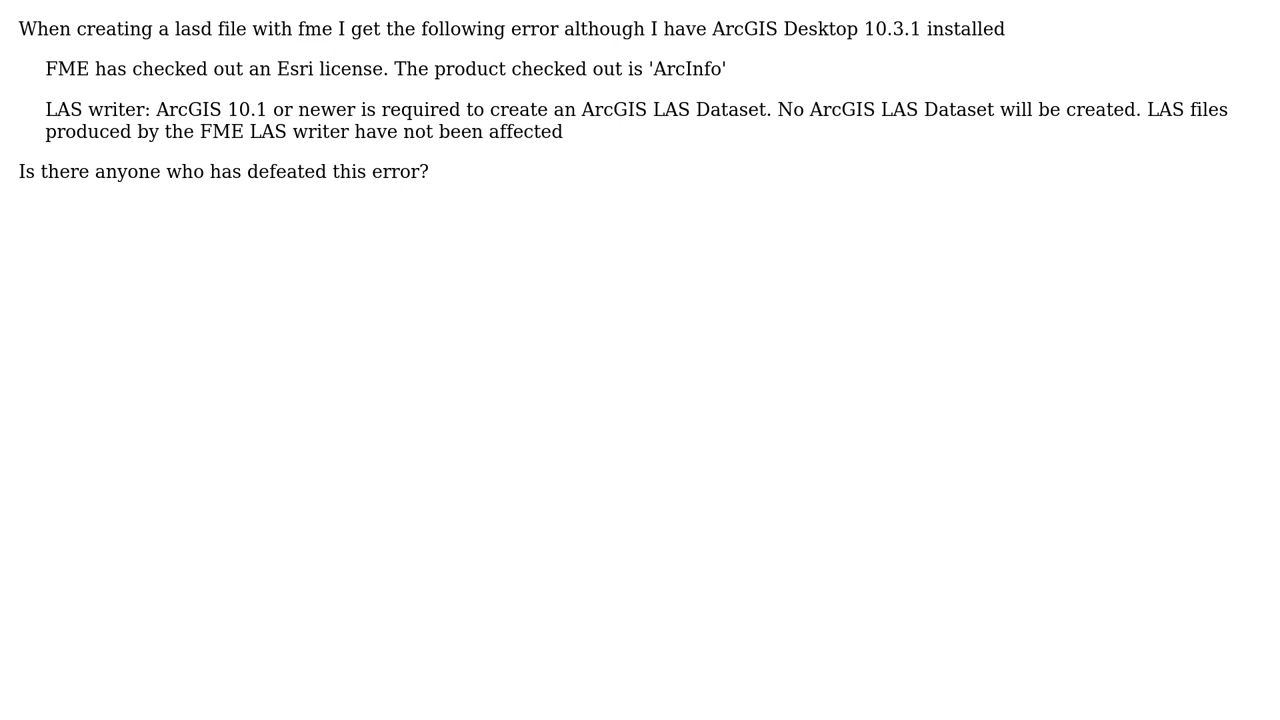 When creating a lasd file with fme I get the following error although I have ArcGIS Desktop 10.3.1 installed
FME has checked out an Esri license. The product checked out is 'ArcInfo'
LAS writer: ArcGIS 10.1 or newer is required to create an ArcGIS LAS Dataset. No ArcGIS LAS Dataset will be created. LAS files
produced by the FME LAS writer have not been affected
Is there anyone who has defeated this error?